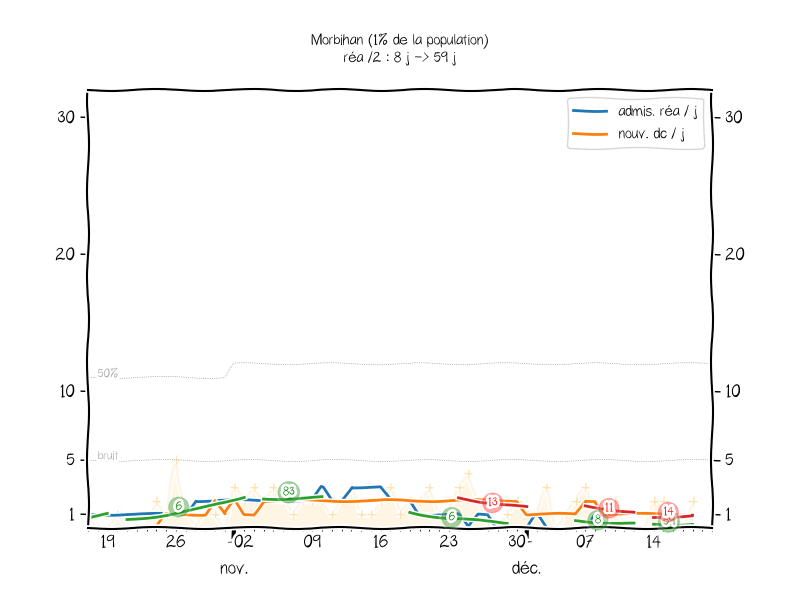 Morbihan (1% de la population)
réa /2 : 8 j -> 59 j
admis. réa / j
nouv. dc / j
30 30
20 20
50%
10 10
bruit
5 5
83
6 6 13 8 11 14
1 1
19 26 02 09 16 23 30 07 14
nov. déc.